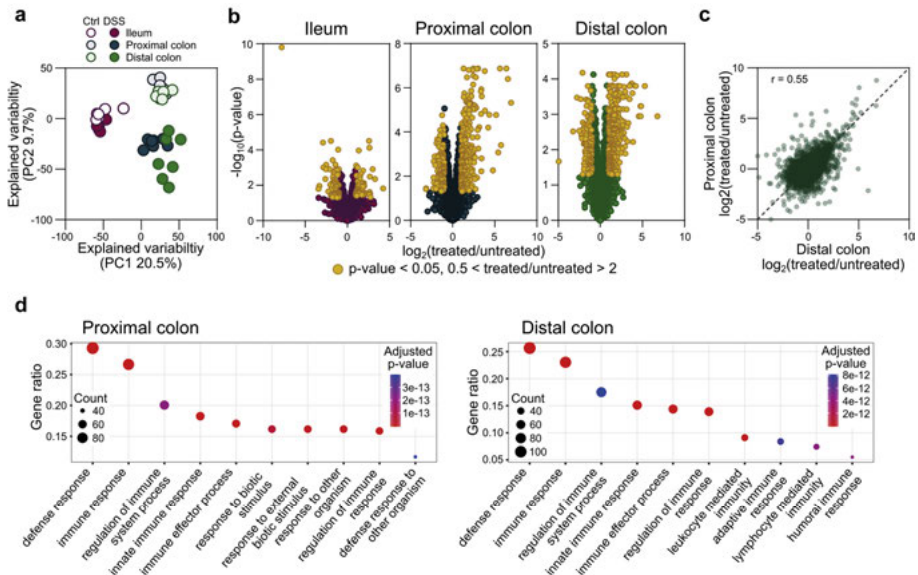 a
Ctrl DSS
Ileum
Proximal colon
Distal colon
50
0
-50
-100
-100
-50
0
50
100
Explained variabiltiy
(PC2 9.7%)
Explained variabiltiy
(PC1 20.5%)
b
Ileum
Proximal colon
Distal colon
-log10(p-value)
10
8
6
4
2
0
-10
-5
0
5
8
6
4
2
0
-10
0
10
5
4
3
2
1
0
-5
0
5
10
log2(treated/untreated)
p-value < 0.05, 0.5 < treated/untreated > 2
c
r = 0.55
Proximal colon
log2(treated/untreated)
10
5
0
-5
-5
0
5
10
Distal colon
log2(treated/untreated)
d
Proximal colon
Gene ratio
0.30
0.25
0.20
0.15
Count
40
60
80
Adjusted
p-value
3e-13
2e-13
1e-13
defense response
immune response
regulation of immune
system process
innate immune response
immune effector process
response to biotic
stimulus
response to external
biotic stimulus
response to other
organism
regulation of immune
response
defense response to
other organism
Distal colon
Gene ratio
0.25
0.20
0.15
0.10
0.05
Count
40
60
80
100
Adjusted
p-value
8e-12
6e-12
4e-12
2e-12
defense response
immune response
regulation of immune
system process
innate immune response
immune effector process
regulation of immune
response
leukocyte mediated
immunity
adaptive immune
response
lymphocyte mediated
immunity
humoral immune
response